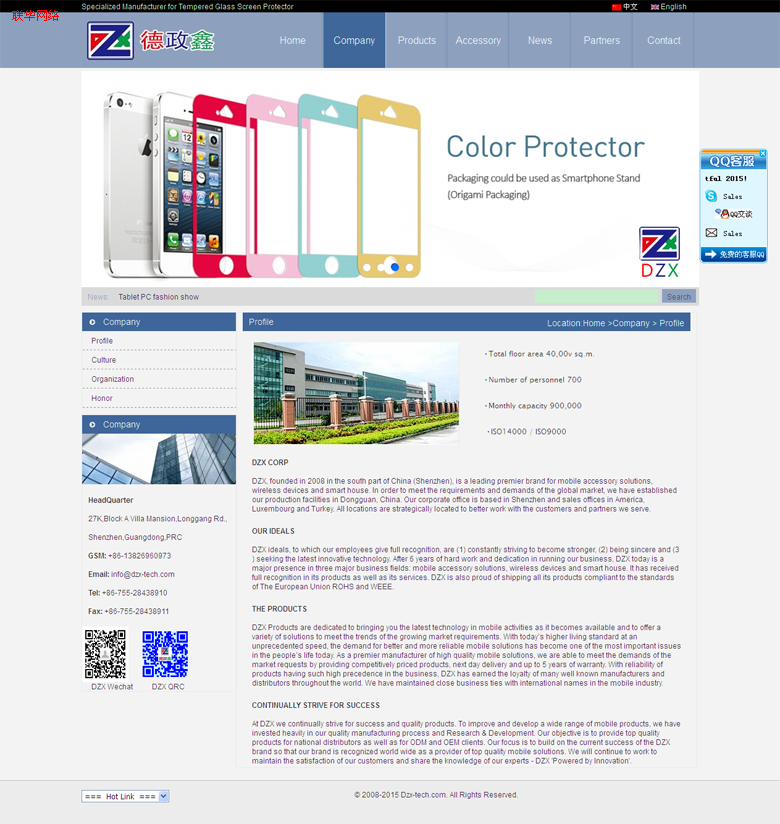 Specialized Manufacturer for Tempered Glass Screen Protector
中文
English
联华网络
DZX
德政鑫
Home
Company
Products
Accessory
News
Partners
Contact
Color Protector
Packaging could be used as Smartphone Stand
(Origami Packaging)
DZX
QQ客服
tful 2015!
Sales
QQ交谈
Sales
免费的客服QQ
News:
Tablet PC fashion show
Search
Company
Profile
Culture
Organization
Honor
Company
HeadQuarter
27K,Block A Villa Mansion,Longgang Rd.,
Shenzhen,Guangdong,PRC
GSM: +86-13826960973
Email: info@dzx-tech.com
Tel: +86-755-28438910
Fax: +86-755-28438911
DZX Wechat
DZX QRC
Profile
Location:Home >Company > Profile
·Total floor area 40,00v sq.m.
·Number of personnel 700
·Monthly capacity 900,000
·ISO14000 / ISO9000
DZX CORP
DZX, founded in 2008 in the south part of China (Shenzhen), is a leading premier brand for mobile accessory solutions,
wireless devices and smart house. In order to meet the requirements and demands of the global market, we have established
our production facilities in Dongguan, China. Our corporate office is based in Shenzhen and sales offices in America,
Luxembourg and Turkey. All locations are strategically located to better work with the customers and partners we serve.
OUR IDEALS
DZX ideals, to which our employees give full recognition, are (1) constantly striving to become stronger, (2) being sincere and (3
) seeking the latest innovative technology. After 6 years of hard work and dedication in running our business, DZX today is a
major presence in three major business fields: mobile accessory solutions, wireless devices and smart house. It has received
full recognition in its products as well as its services. DZX is also proud of shipping all its products compliant to the standards
of The European Union ROHS and WEEE.
THE PRODUCTS
DZX Products are dedicated to bringing you the latest technology in mobile activities as it becomes available and to offer a
variety of solutions to meet the trends of the growing market requirements. With today's higher living standard at an
unprecedented speed, the demand for better and more reliable mobile solutions has become one of the most important issues
in the people's life today. As a premier manufacturer of high quality mobile solutions, we are able to meet the demands of the
market requests by providing competitively priced products, next day delivery and up to 5 years of warranty. With reliability of
products having such high precedence in the business, DZX has earned the loyalty of many well known manufacturers and
distributors throughout the world. We have maintained close business ties with international names in the mobile industry.
CONTINUALLY STRIVE FOR SUCCESS
At DZX we continually strive for success and quality products. To improve and develop a wide range of mobile products, we have
invested heavily in our quality manufacturing process and Research & Development. Our objective is to provide top quality
products for national distributors as well as for ODM and OEM clients. Our focus is to build on the current success of the DZX
brand so that our brand is recognized world wide as a provider of top quality mobile solutions. We will continue to work to
maintain the satisfaction of our customers and share the knowledge of our experts - DZX 'Powered by Innovation'.
=== Hot Link ===
© 2008-2015 Dzx-tech.com. All Rights Reserved.